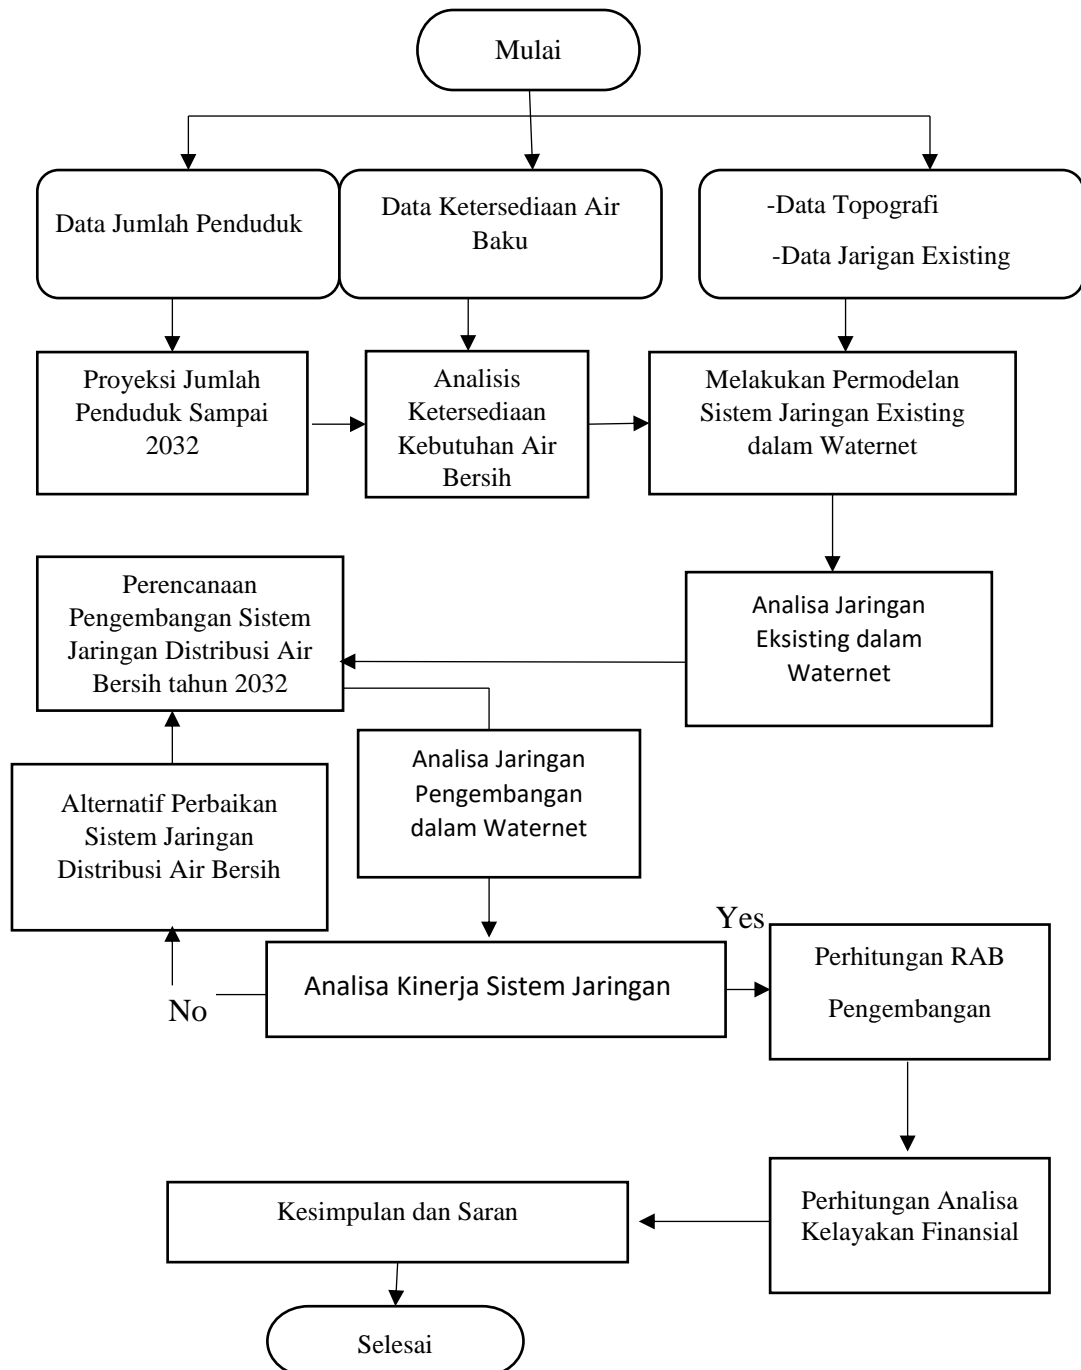 Mulai
Data Jumlah Penduduk
Data Ketersediaan Air
Baku
-Data Topografi
-Data Jarigan Existing
Proyeksi Jumlah
Penduduk Sampai
2032
Analisis
Ketersediaan
Kebutuhan Air
Bersih
Melakukan Permodelan
Sistem Jaringan Existing
dalam Waternet
Perencanaan
Pengembangan Sistem
Jaringan Distribusi Air
Bersih tahun 2032
Analisa Jaringan
Eksisting dalam
Waternet
Alternatif Perbaikan
Sistem Jaringan
Distribusi Air Bersih
Analisa Jaringan
Pengembangan
dalam Waternet
Yes
No
Analisa Kinerja Sistem Jaringan
Perhitungan RAB
Pengembangan
Kesimpulan dan Saran
Perhitungan Analisa
Kelayakan Finansial
Selesai